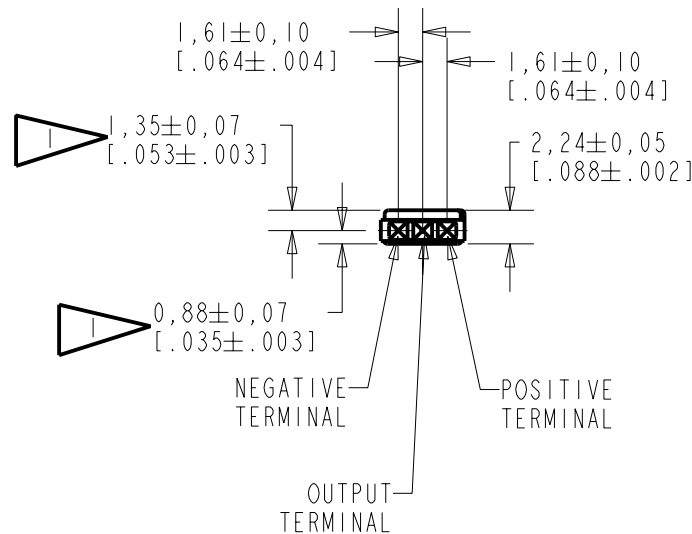 1,61±0,10
[.064±.004]
1,61±0,10
[.064±.004]
1
1,35±0,07
[.053±.003]
2,24±0,05
[.088±.002]
1
0,88±0,07
[.035±.003]
NEGATIVE
TERMINAL
POSITIVE
TERMINAL
OUTPUT
TERMINAL